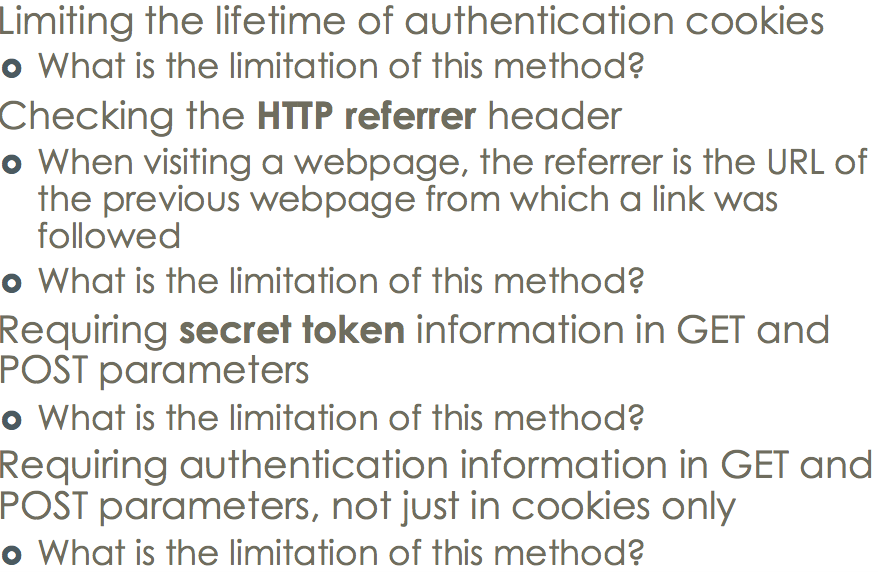 Limiting the lifetime of authentication cookies
What is the limitation of this method?
Checking the HTTP referrer header
When visiting a webpage, the referrer is the URL of
the previous webpage from which a link was
followed
What is the limitation of this method?
Requiring secret token information in GET and
POST parameters
What is the limitation of this method?
Requiring authentication information in GET and
POST parameters, not just in cookies only
What is the limitation of this method?